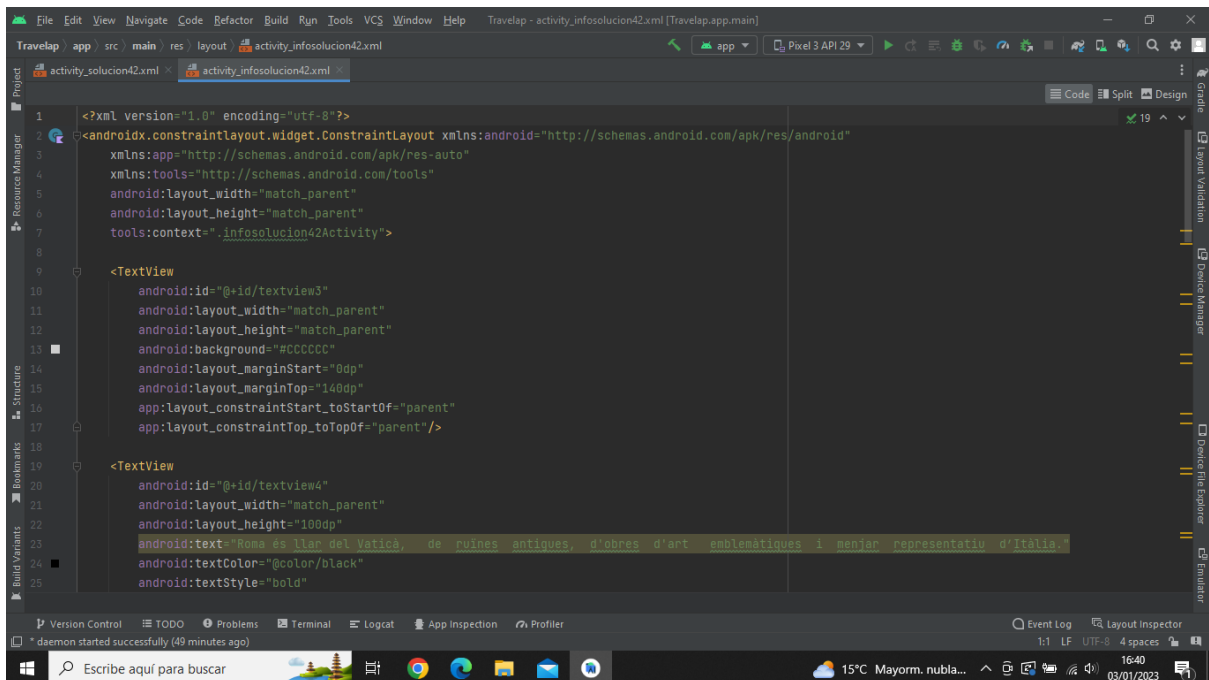 File Edit View Navigate Code Refactor Build Run Tools VCS Window Help Travelap - activity_infosolucion42.xml [Travelap.app.main]
Travelap app src main res layout activity_infosolucion42.xml app Pixel 3 API 29
activity_solucion42.xml activity_infosolucion42.xml
Code Split Design
1 <?xml version="1.0" encoding="utf-8"?> 19
2 <androidx.constraintlayout.widget.ConstraintLayout xmlns:android="http://schemas.android.com/apk/res/android"
3 xmlns:app="http://schemas.android.com/apk/res-auto"
4 xmlns:tools="http://schemas.android.com/tools"
5 android:layout_width="match_parent"
6 android:layout_height="match_parent"
7 tools:context=".infosolucion42Activity">
8
9 <TextView
10 android:id="@+id/textview3"
11 android:layout_width="match_parent"
12 android:layout_height="match_parent"
13 android:background="#CCCCCC"
14 android:layout_marginStart="0dp"
15 android:layout_marginTop="140dp"
16 app:layout_constraintStart_toStartOf="parent"
17 app:layout_constraintTop_toTopOf="parent"/>
18
19 <TextView
20 android:id="@+id/textview4"
21 android:layout_width="match_parent"
22 android:layout_height="100dp"
23 android:text="Roma és llar del Vaticà, de ruïnes antigues, d'obres d'art emblemàtiques i menjar representatiu d'Itàlia."
24 android:textColor="@color/black"
25 android:textStyle="bold"
Project
Resource Manager
Structure
Bookmarks
Build Variants
Gradle
Layout Validation
Device Manager
Device File Explorer
Emulator
Version Control TODO Problems Terminal Logcat App Inspection Profiler Event Log Layout Inspector
* daemon started successfully (49 minutes ago) 1:1 LF UTF-8 4 spaces
Escribe aquí para buscar 15°C Mayorm. nubla... 16:40
03/01/2023 1